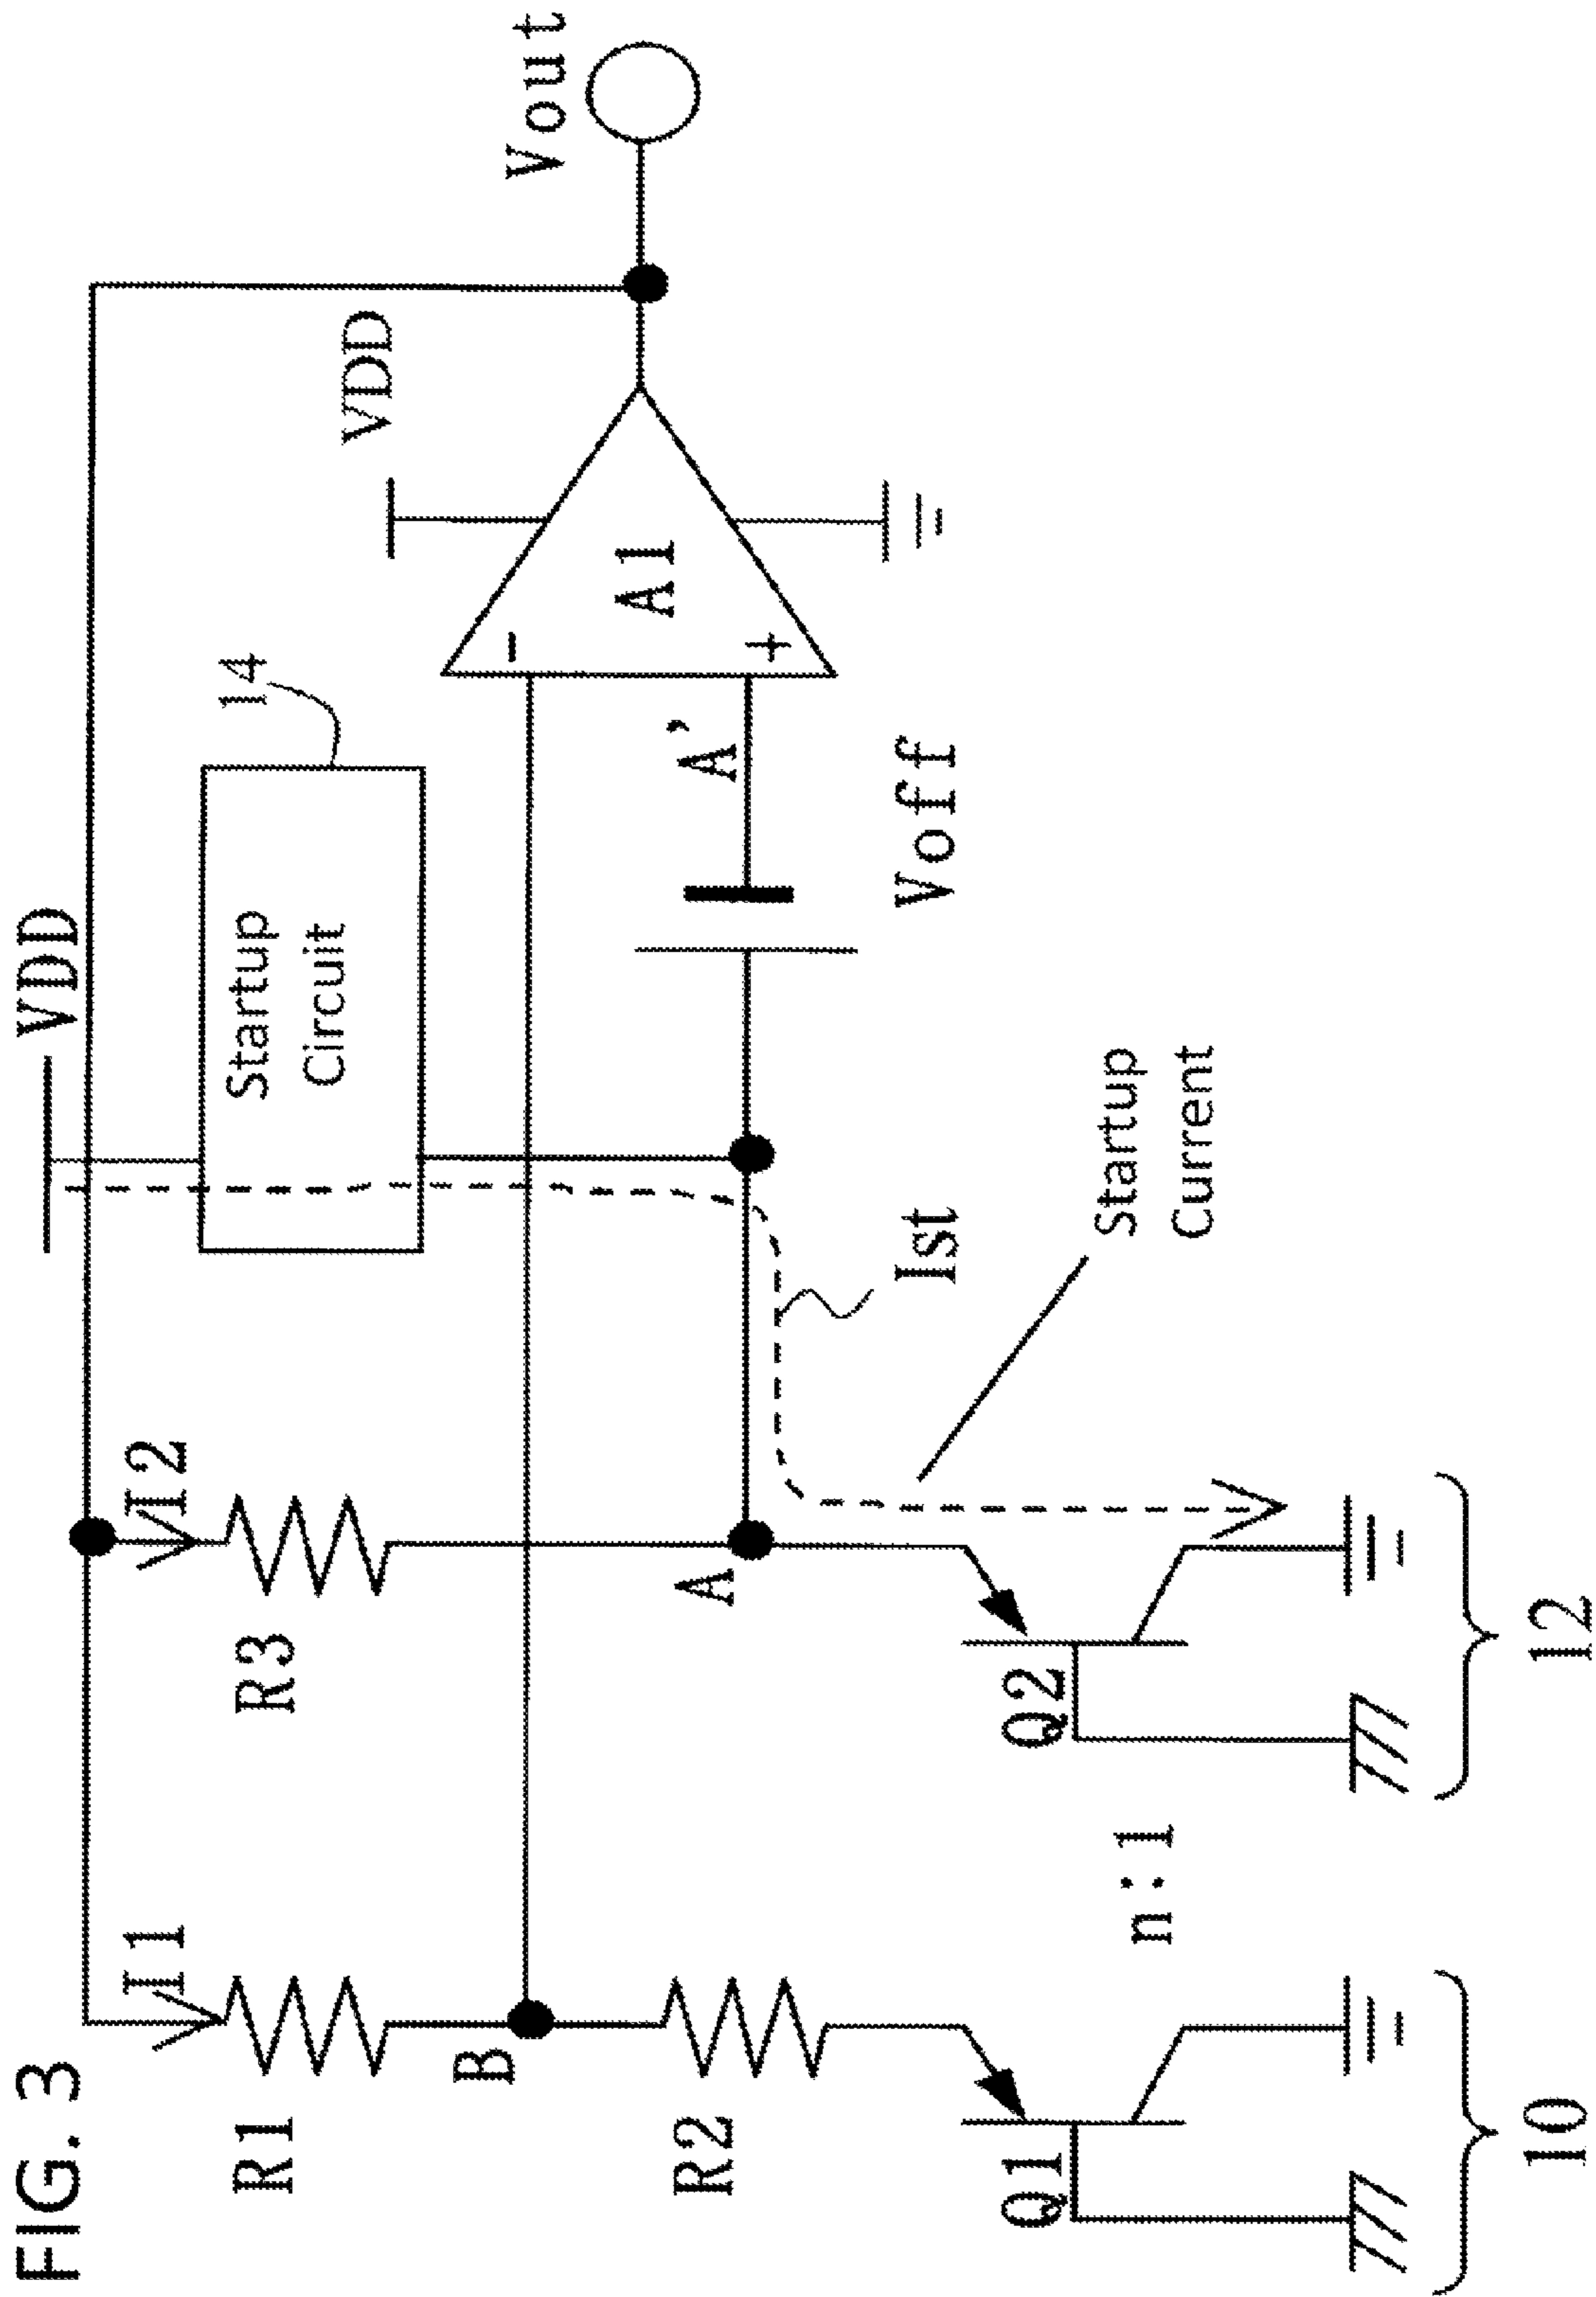 FIG. 3
VDD
I1
I2
14
R1
R3
Startup
Circuit
VDD
Vout
B
A
A'
-
+
A1
R2
Voff
Ist
Q1
Q2
n:1
Startup
Current
10
12